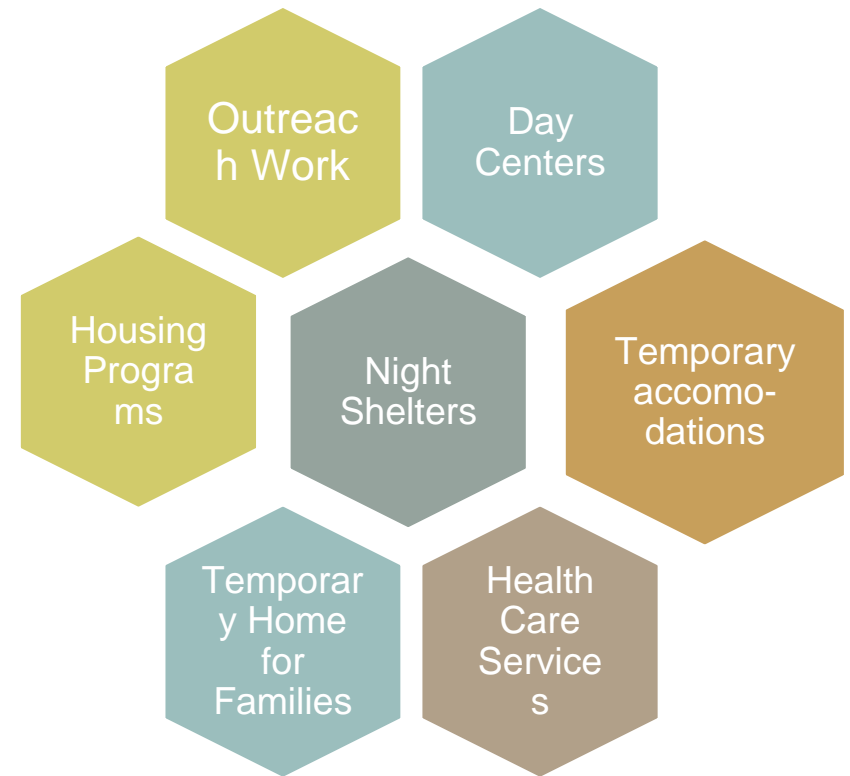 Outreac
h Work
Day
Centers
Housing
Progra
ms
Night
Shelters
Temporary
accomo-
dations
Temporar
y Home
for
Families
Health
Care
Service
s